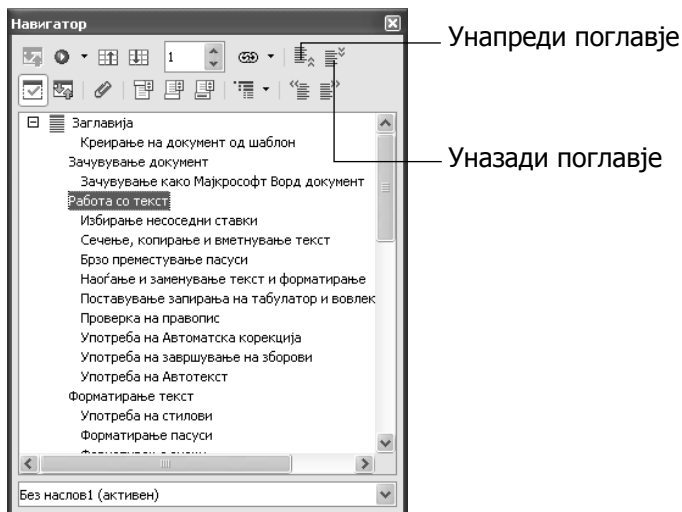 Навигатор
1
Унапреди поглавје
Уназади поглавје
Заглавија
Креирање на документ од шаблон
Зачувување документ
Зачувување како Мајкрософт Ворд документ
Работа со текст
Избирање несоседни ставки
Сечење, копирање и вметнување текст
Брзо преместување пасуси
Наоѓање и заменување текст и форматирање
Поставување запирања на табулатор и вовлек
Проверка на правопис
Употреба на Автоматска корекција
Употреба на завршување на зборови
Употреба на Автотекст
Форматирање текст
Употреба на стилови
Форматирање пасуси
Без наслов1 (активен)